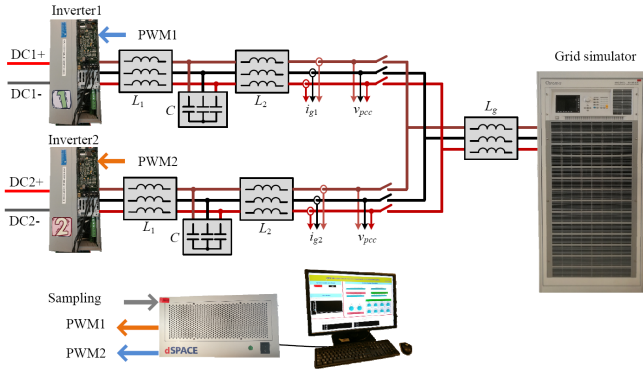 Inverter1
PWM1
DC1+
DC1-
L1
C
L2
ig1
vpcc
Grid simulator
Lg
Inverter2
PWM2
DC2+
DC2-
L1
C
L2
ig2
vpcc
Sampling
PWM1
PWM2
dSPACE